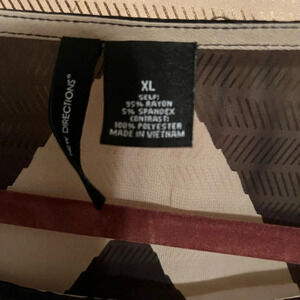 DIRECTIONS®
XL
SELF:
95% RAYON
5% SPANDEX
CONTRAST:
100% POLYESTER
MADE IN VIETNAM